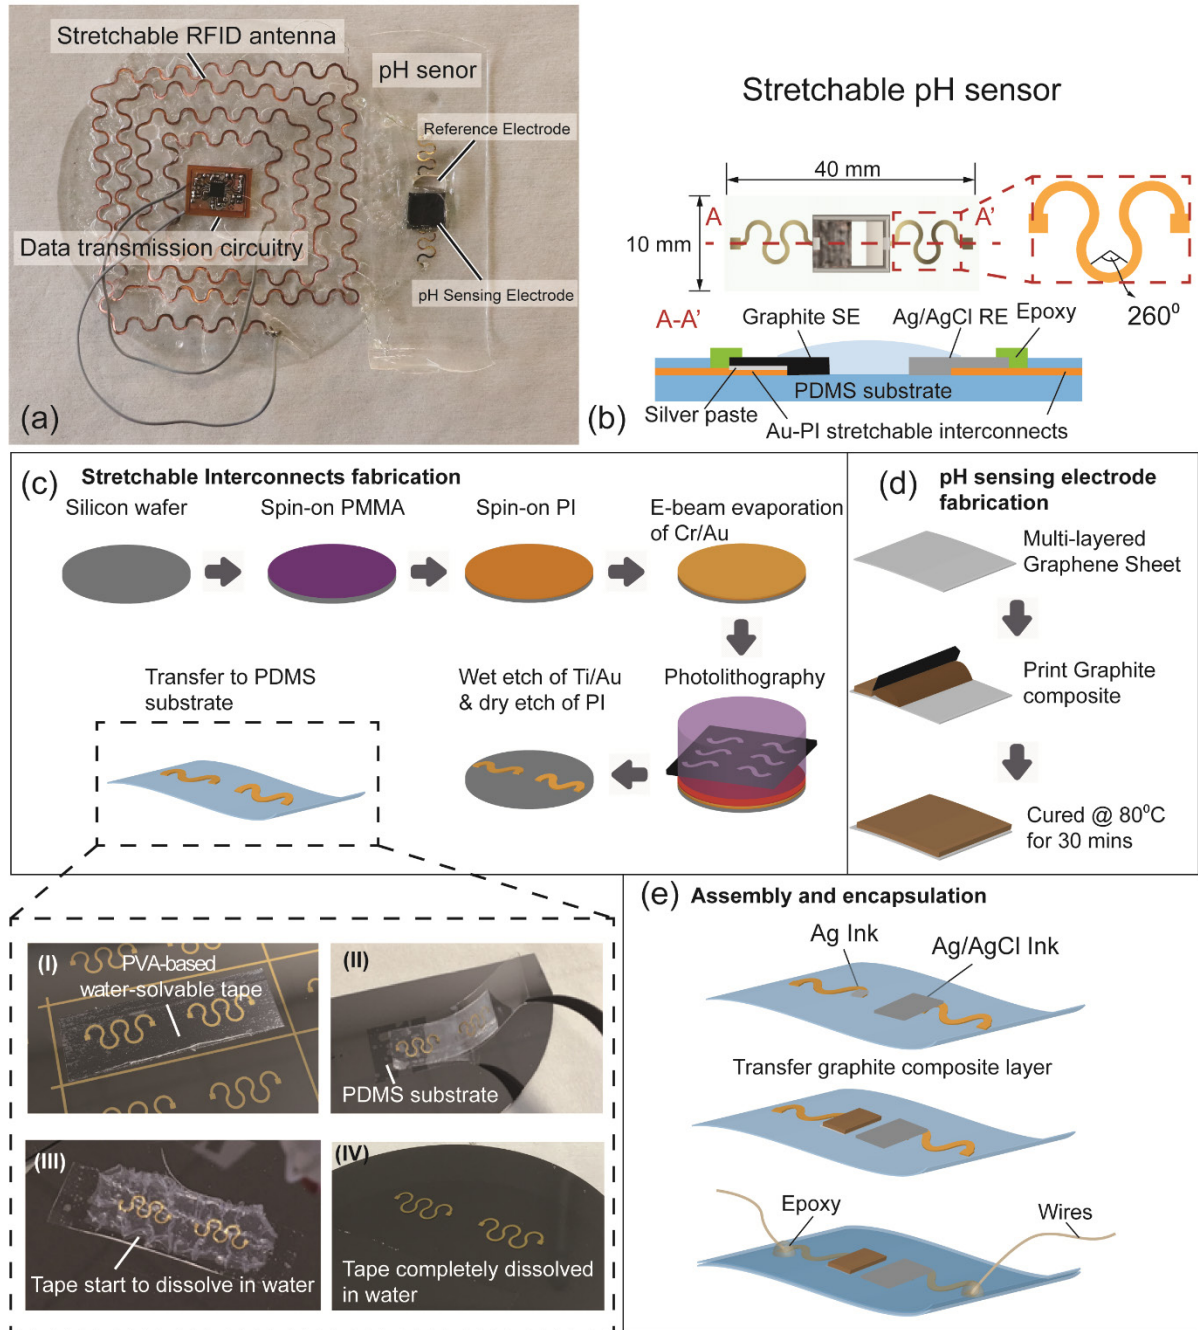 Stretchable RFID antenna
pH senor
Reference Electrode
Data transmission circuitry
pH Sensing Electrode
(a)
Stretchable pH sensor
40 mm
A
A'
10 mm
260⁰
A-A'
Graphite SE
Ag/AgCl RE
Epoxy
PDMS substrate
Silver paste
Au-PI stretchable interconnects
(b)
(c)
Stretchable Interconnects fabrication
Silicon wafer
Spin-on PMMA
Spin-on PI
E-beam evaporation
of Cr/Au
Photolithography
Wet etch of Ti/Au
& dry etch of PI
Transfer to PDMS
substrate
(I)
PVA-based
water-solvable tape
(II)
PDMS substrate
(III)
Tape start to dissolve in water
(IV)
Tape completely dissolved
in water
(d)
pH sensing electrode
fabrication
Multi-layered
Graphene Sheet
Print Graphite
composite
Cured @ 80⁰C
for 30 mins
(e)
Assembly and encapsulation
Ag Ink
Ag/AgCl Ink
Transfer graphite composite layer
Epoxy
Wires